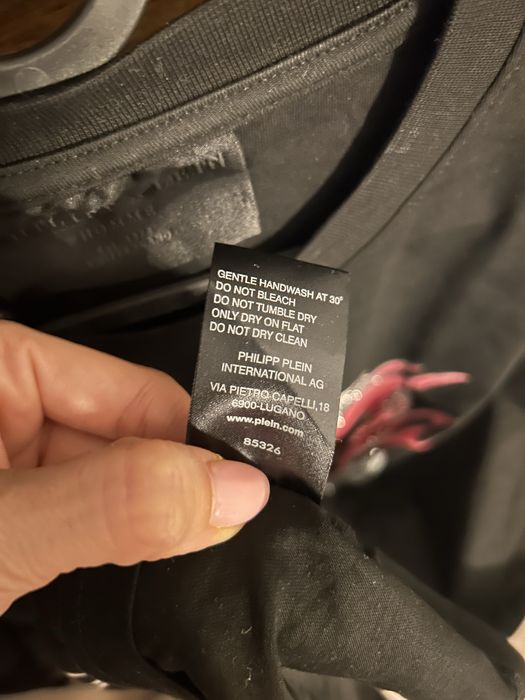 GENTLE HANDWASH AT 30°
DO NOT BLEACH
DO NOT TUMBLE DRY
ONLY DRY ON FLAT
DO NOT DRY CLEAN
PHILIPP PLEIN
INTERNATIONAL AG
VIA PIETRO CAPELLI,18
6900-LUGANO
www.plein.com
85326